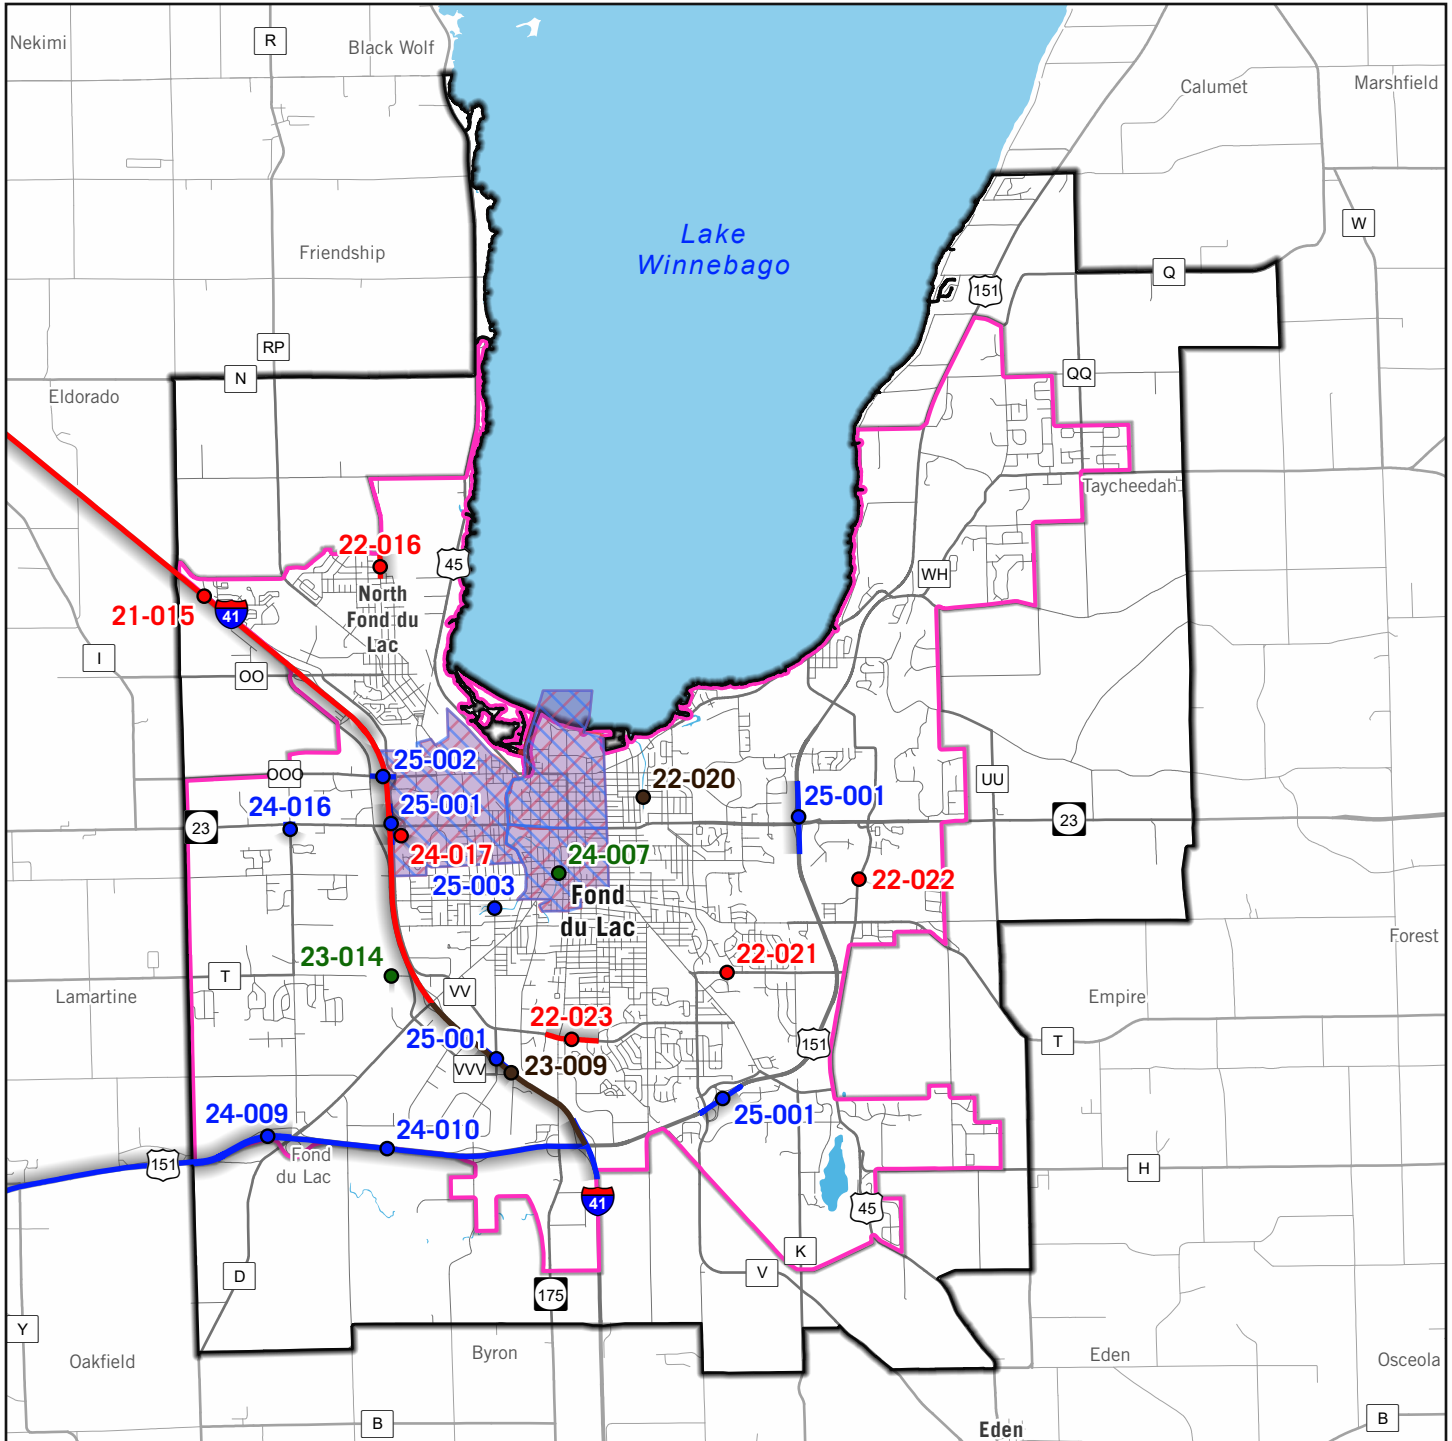 Nekimi
R
Black Wolf
Calumet
Marshfield
Lake
Winnebago
W
Friendship
Q
151
RP
N
QQ
Eldorado
Taycheedah
22-016
45
North
Fond du
Lac
WH
21-015
41
I
OO
OOO
25-002
22-020
UU
24-016
25-001
25-001
23
23
24-017
24-007
25-003
22-022
Fond
du Lac
Forest
23-014
22-021
T
VV
Lamartine
Empire
22-023
25-001
151
T
VVV
23-009
24-009
24-010
25-001
151
Fond
du Lac
H
41
45
K
D
V
175
Y
Byron
Eden
Oakfield
Osceola
B
Eden
B